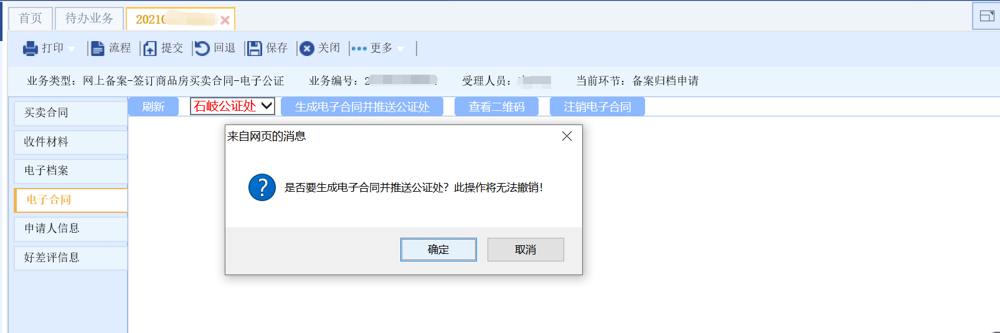 首页 待办业务 2021
打印 流程 提交 回退 保存 关闭 更多
业务类型：网上备案-签订商品房买卖合同-电子公证 业务编号：2 受理人员： 当前环节：备案归档申请
买卖合同
收件材料
电子档案
电子合同
申请人信息
好差评信息
刷新 石岐公证处 生成电子合同并推送公证处 查看二维码 注销电子合同
来自网页的消息
是否要生成电子合同并推送公证处？此操作将无法撤销！
确定 取消